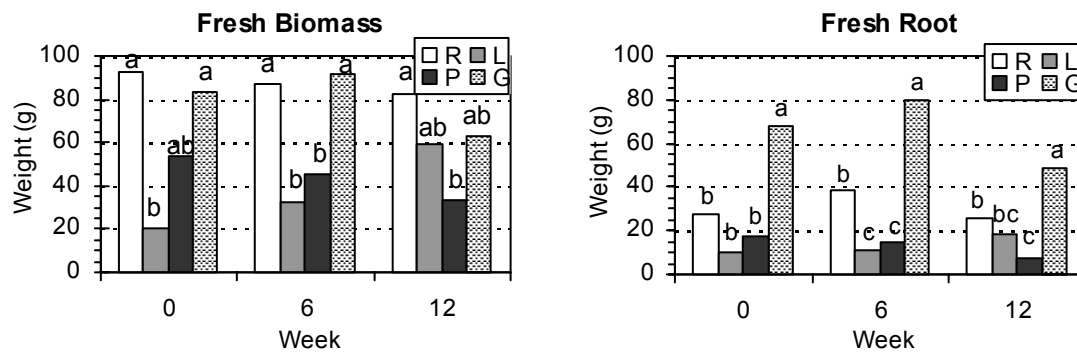 Fresh Biomass
R L
P G
Weight (g)
100
80
60
40
20
0
a b ab a
a b b a
a ab b ab
0 6 12
Week
Fresh Root
R L
P G
Weight (g)
100
80
60
40
20
0
b b b a
b c c a
b bc c a
0 6 12
Week